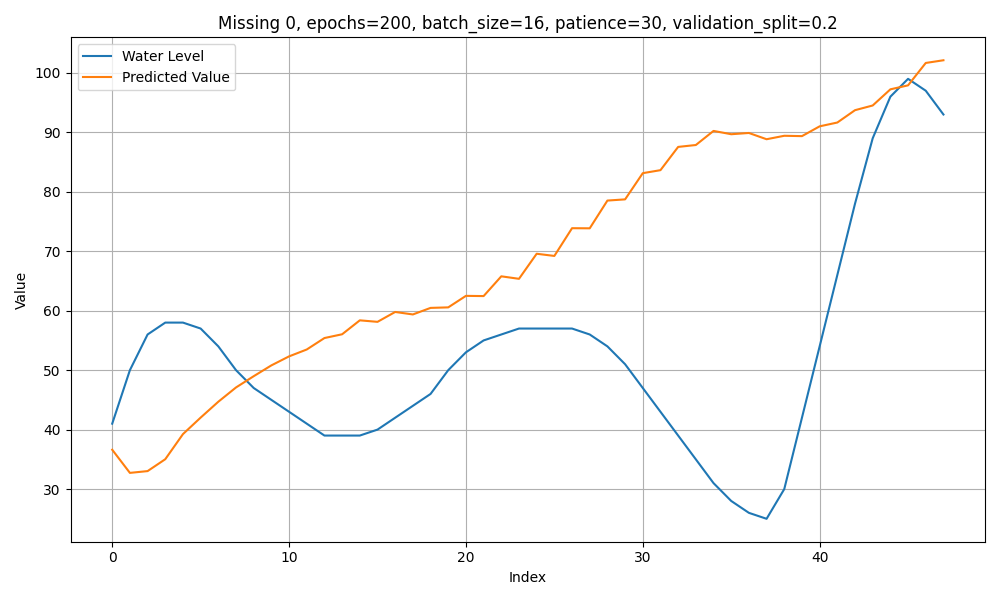 Missing 0, epochs=200, batch_size=16, patience=30, validation_split=0.2
Water Level
Predicted Value
100
90
80
70
60
50
40
30
Value
0 10 20 30 40
Index